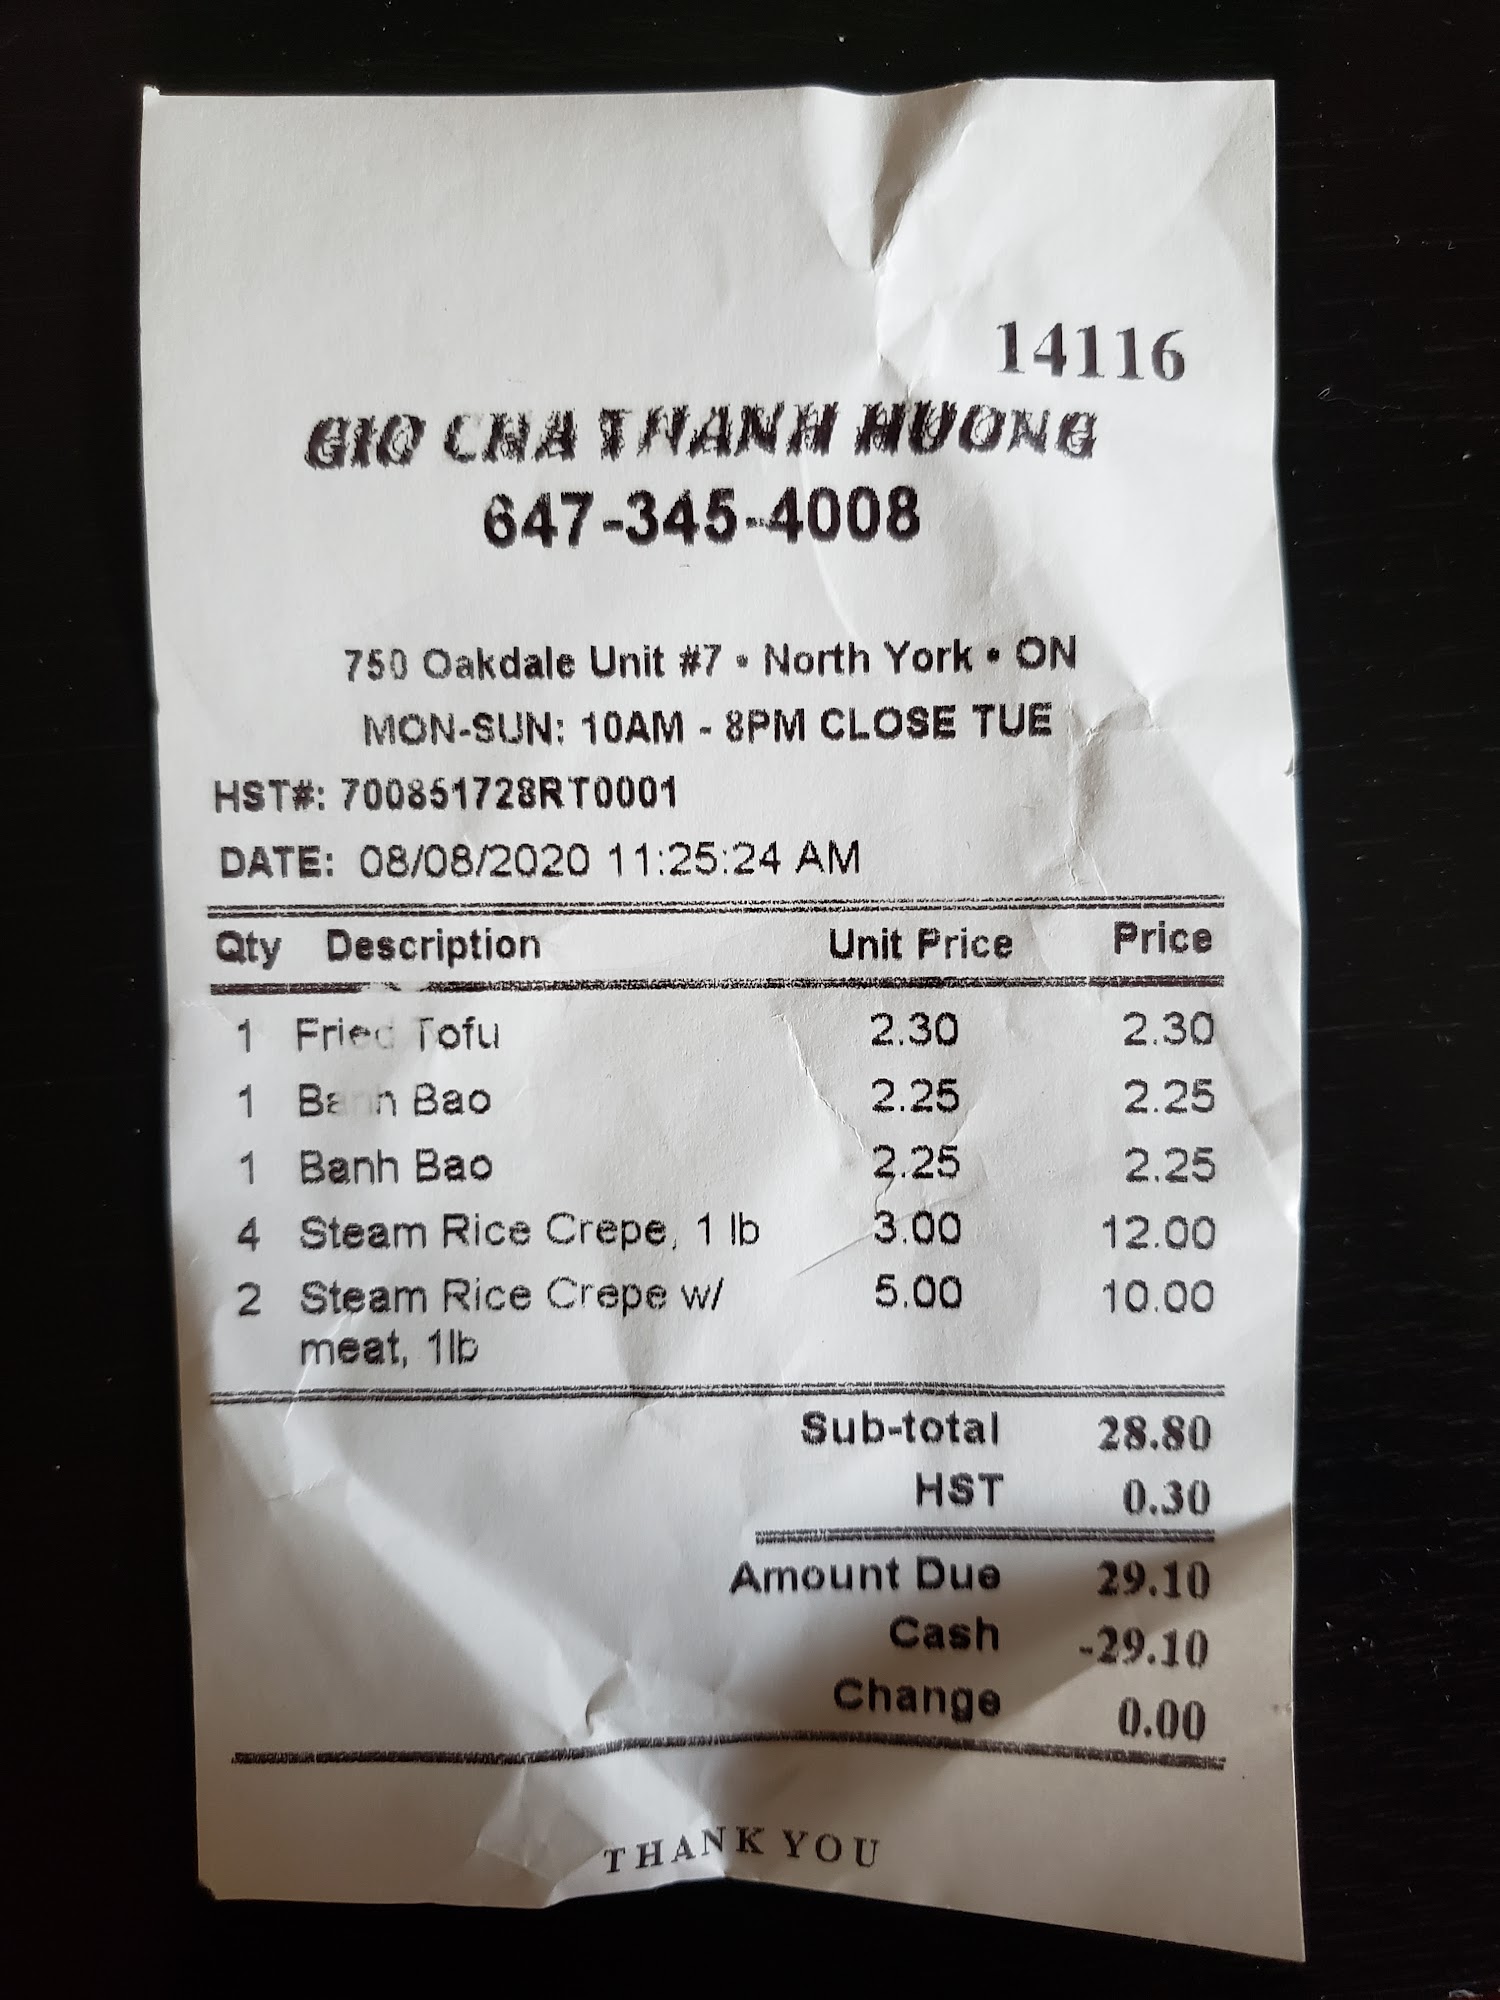 14116
GIO CHA THANH HUONG
647-345-4008
750 Oakdale Unit #7 • North York • ON
MON-SUN: 10AM - 8PM CLOSE TUE
HST#: 700851728RT0001
DATE: 08/08/2020 11:25:24 AM
Qty Description Unit Price Price
1 Fried Tofu 2.30 2.30
1 Banh Bao 2.25 2.25
1 Banh Bao 2.25 2.25
4 Steam Rice Crepe, 1 lb 3.00 12.00
2 Steam Rice Crepe w/ 5.00 10.00
meat, 1lb
Sub-total 28.80
HST 0.30
Amount Due 29.10
Cash -29.10
Change 0.00
THANK YOU